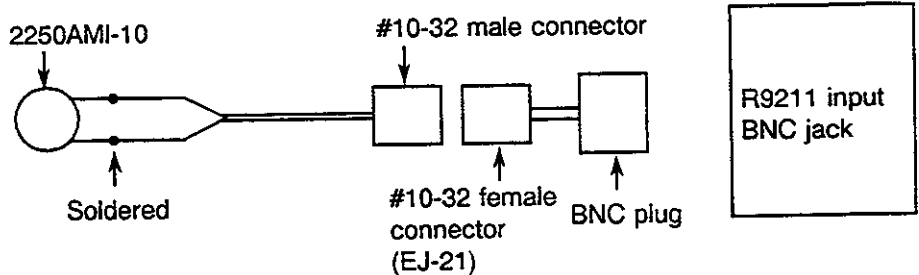 2250AMI-10
#10-32 male connector
Soldered
#10-32 female
connector
(EJ-21)
BNC plug
R9211 input
BNC jack